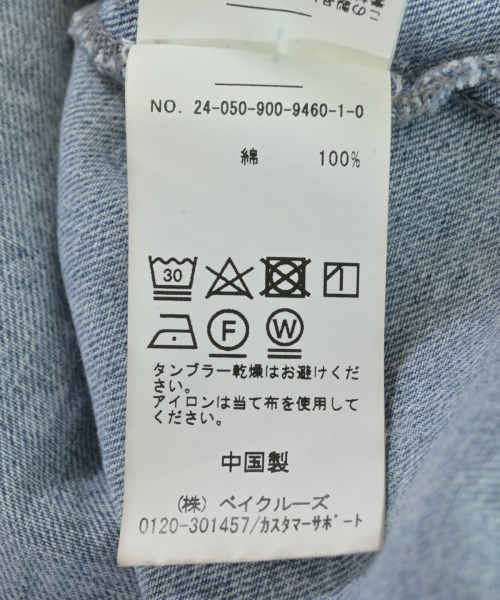 NO. 24-050-900-9460-1-0
綿 100%
30
F W
タンブラー乾燥はお避けくだ
さい。
アイロンは当て布を使用して
ください。
中国製
(株) ベイクルーズ
0120-301457/カスタマーサポート